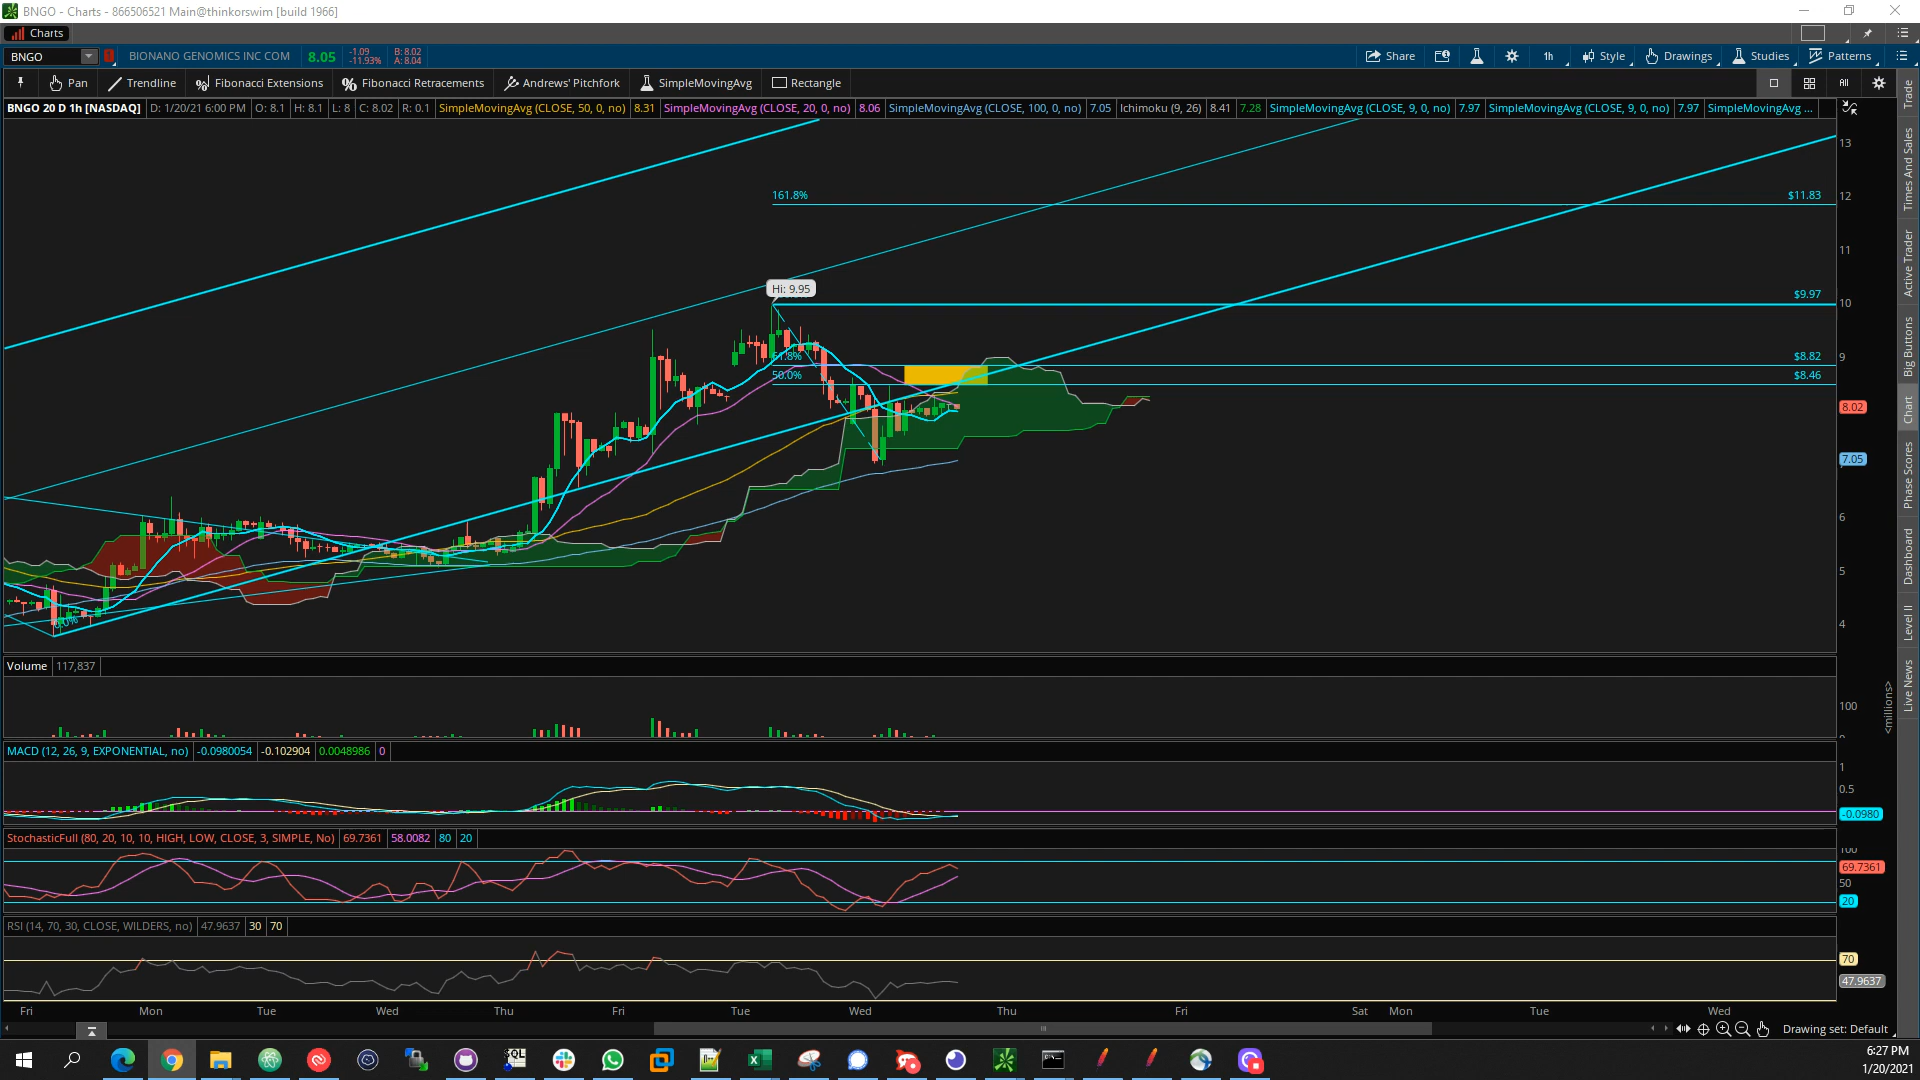 BNGO - Charts - 866506521 Main@thinkorswim [build 1966]
Charts
BNGO BIONANO GENOMICS INC COM 8.05 -1.09 -11.93% B: 8.02 A: 8.04 Share 1h Style Drawings Studies Patterns
Pan Trendline Fibonacci Extensions Fibonacci Retracements Andrews' Pitchfork SimpleMovingAvg Rectangle All
BNGO 20 D 1h [NASDAQ] D: 1/20/21 6:00 PM O: 8.1 H: 8.1 L: 8 C: 8.02 R: 0.1 SimpleMovingAvg (CLOSE, 50, 0, no) 8.31 SimpleMovingAvg (CLOSE, 20, 0, no) 8.06 SimpleMovingAvg (CLOSE, 100, 0, no) 7.05 Ichimoku (9, 26) 8.41 7.28 SimpleMovingAvg (CLOSE, 9, 0, no) 7.97 SimpleMovingAvg (CLOSE, 9, 0, no) 7.97 SimpleMovingAvg ...
13
161.8% $11.83 12
11
Hi: 9.95 $9.97 10
61.8% $8.82 9
50.0% $8.46
8.02
7.05
6
5
0.0% 4
Volume 117,837
100
<millions>
MACD (12, 26, 9, EXPONENTIAL, no) -0.0980054 -0.102904 0.0048986 0
1
0.5
-0.0980
StochasticFull (80, 20, 10, 10, HIGH, LOW, CLOSE, 3, SIMPLE, No) 69.7361 58.0082 80 20
100
69.7361
50
20
RSI (14, 70, 30, CLOSE, WILDERS, no) 47.9637 30 70
70
47.9637
Fri Mon Tue Wed Thu Fri Tue Wed Thu Fri Sat Mon Tue Wed
Drawing set: Default
Trade
Times And Sales
Active Trader
Big Buttons
Chart
Phase Scores
Dashboard
Level II
Live News
SQL
6:27 PM
1/20/2021